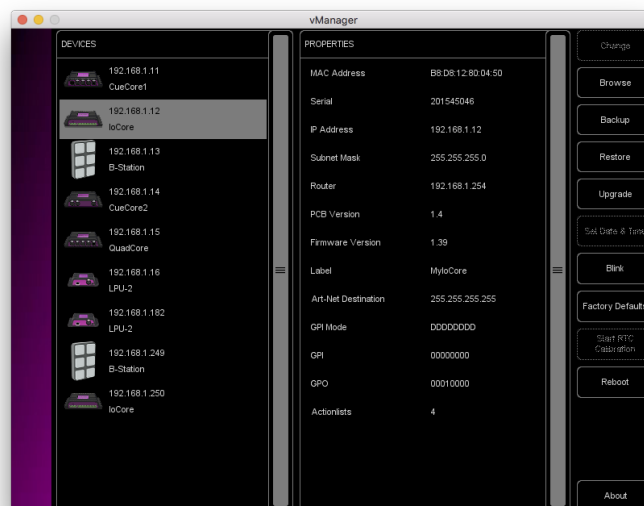 vManager
DEVICES
192.168.1.11
CueCore1
192.168.1.12
IoCore
192.168.1.13
B-Station
192.168.1.14
CueCore2
192.168.1.15
QuadCore
192.168.1.16
LPU-2
192.168.1.182
LPU-2
192.168.1.249
B-Station
192.168.1.250
IoCore
PROPERTIES
MAC Address B8:D8:12:80:04:50
Serial 201545046
IP Address 192.168.1.12
Subnet Mask 255.255.255.0
Router 192.168.1.254
PCB Version 1.4
Firmware Version 1.39
Label MyIoCore
Art-Net Destination 255.255.255.255
GPI Mode DDDDDDDD
GPI 00000000
GPO 00010000
Actionlists 4
Change
Browse
Backup
Restore
Upgrade
Set Date & Time
Blink
Factory Defaults
Start RTC
Calibration
Reboot
About